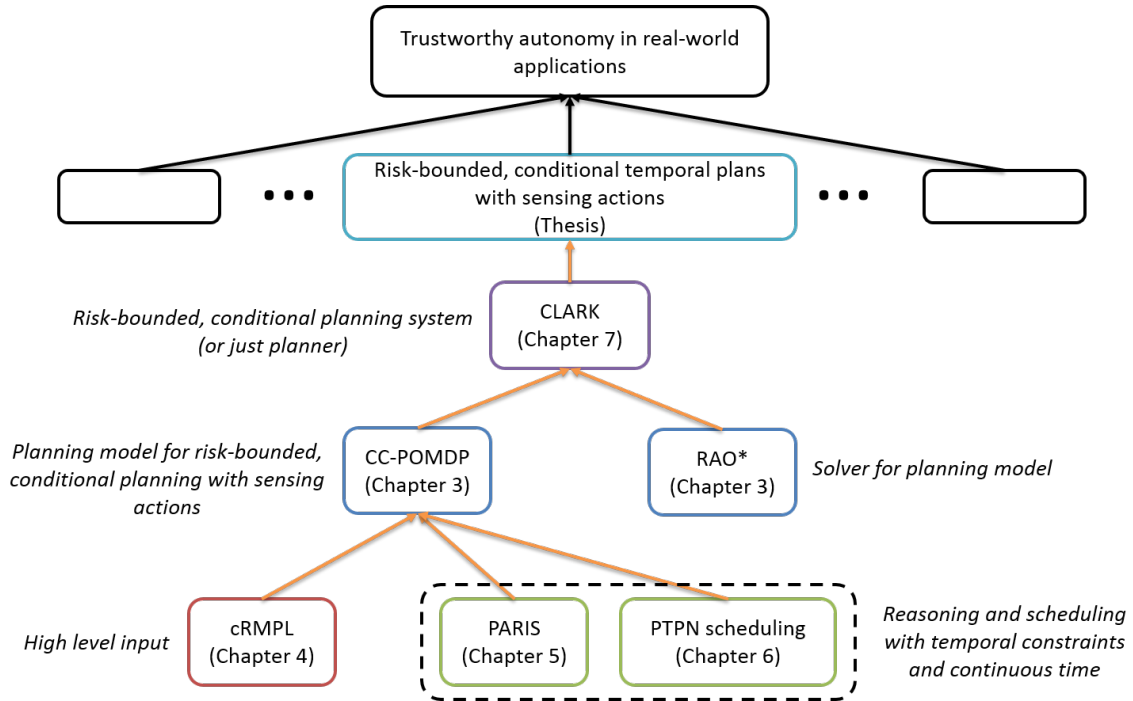 Trustworthy autonomy in real-world
applications
Risk-bounded, conditional temporal plans
with sensing actions
(Thesis)
Risk-bounded, conditional planning system
(or just planner)
CLARK
(Chapter 7)
Planning model for risk-bounded,
conditional planning with sensing
actions
CC-POMDP
(Chapter 3)
RAO*
(Chapter 3)
Solver for planning model
High level input
cRMPL
(Chapter 4)
PARIS
(Chapter 5)
PTPN scheduling
(Chapter 6)
Reasoning and scheduling
with temporal constraints
and continuous time